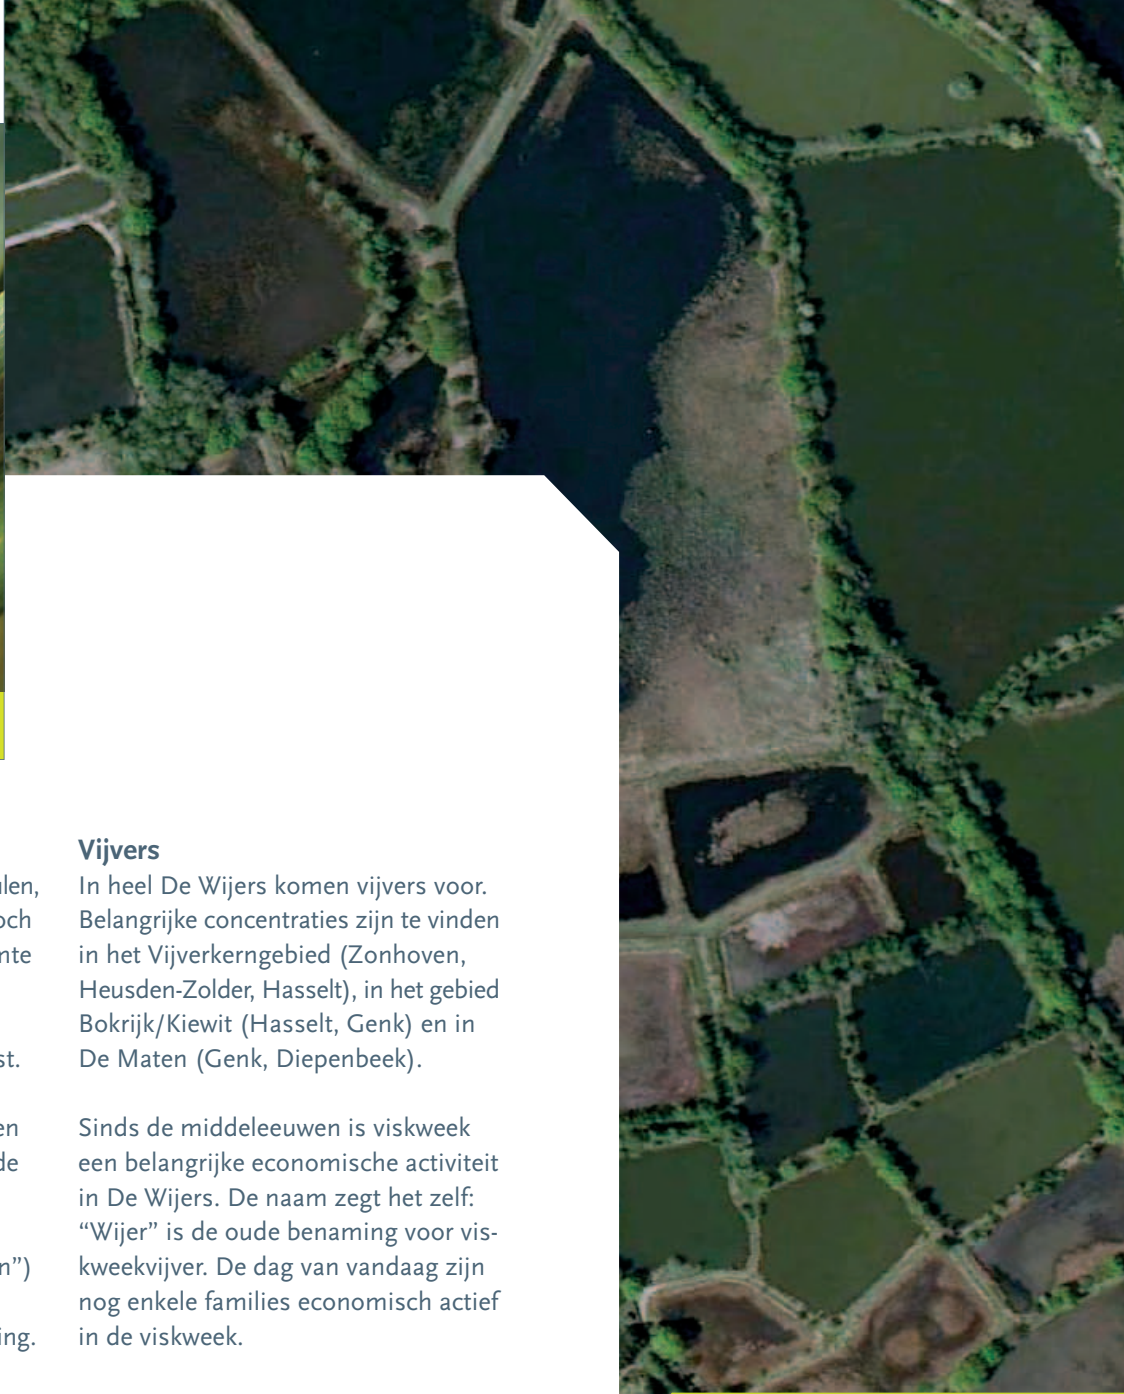 Vijvers
In heel De Wijers komen vijvers voor.
Belangrijke concentraties zijn te vinden
in het Vijverkerngebied (Zonhoven,
Heusden-Zolder, Hasselt), in het gebied
Bokrijk/Kiewit (Hasselt, Genk) en in
De Maten (Genk, Diepenbeek).
Sinds de middeleeuwen is viskweek
een belangrijke economische activiteit
in De Wijers. De naam zegt het zelf:
“Wijer” is de oude benaming voor vis-
kweekvijver. De dag van vandaag zijn
nog enkele families economisch actief
in de viskweek.